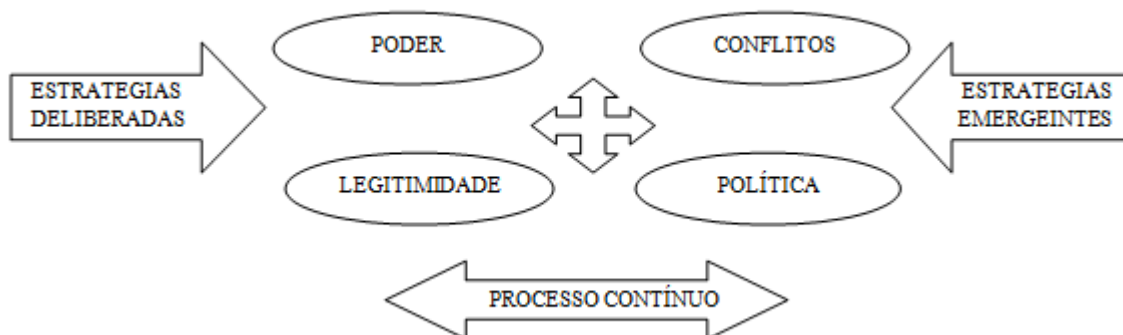 PODER
CONFLITOS
ESTRATEGIAS
DELIBERADAS
ESTRATEGIAS
EMERGEINTES
LEGITIMIDADE
POLÍTICA
PROCESSO CONTÍNUO